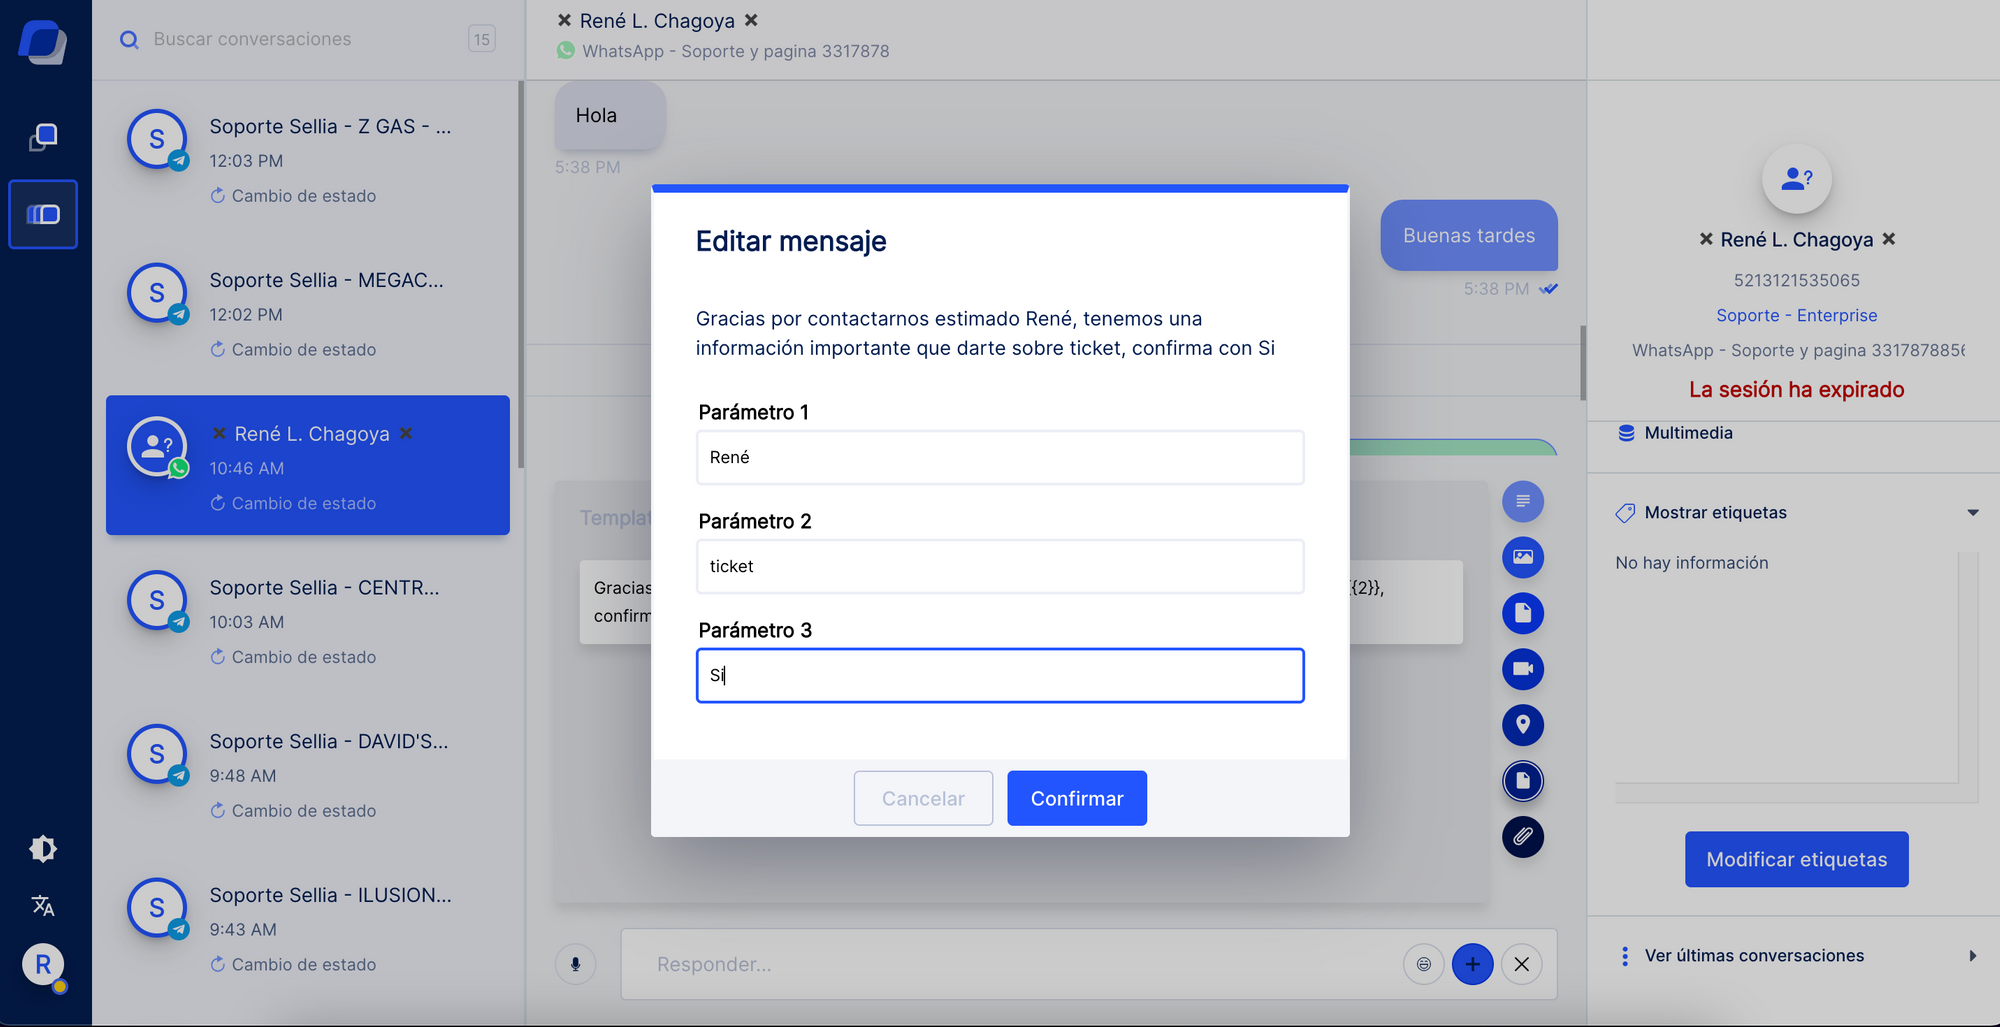 Buscar conversaciones
15
S
Soporte Sellia - Z GAS - ...
12:03 PM
Cambio de estado
S
Soporte Sellia - MEGAC...
12:02 PM
Cambio de estado
René L. Chagoya
10:46 AM
Cambio de estado
S
Soporte Sellia - CENTR...
10:03 AM
Cambio de estado
S
Soporte Sellia - DAVID'S...
9:48 AM
Cambio de estado
S
Soporte Sellia - ILUSION...
9:43 AM
Cambio de estado
R
René L. Chagoya
WhatsApp - Soporte y pagina 3317878
Hola
5:38 PM
Buenas tardes
5:38 PM
Editar mensaje
Gracias por contactarnos estimado René, tenemos una
información importante que darte sobre ticket, confirma con Si
Parámetro 1
René
Parámetro 2
ticket
Parámetro 3
Si
Cancelar
Confirmar
Templat
Gracias
{2}},
confirm
Responder...
René L. Chagoya
5213121535065
Soporte - Enterprise
WhatsApp - Soporte y pagina 3317878856
La sesión ha expirado
Multimedia
Mostrar etiquetas
No hay información
Modificar etiquetas
Ver últimas conversaciones